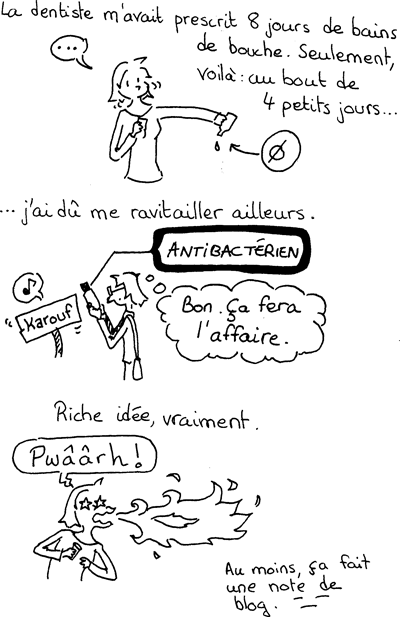 La dentiste m'avait prescrit 8 jours de bains
de bouche. Seulement,
voilà: au bout de
4 petits jours...
...
Ø
... j'ai dû me ravitailler ailleurs.
ANTIBACTÉRIEN
Karouf
Bon. Ça fera
l'affaire.
Riche idée, vraiment.
Pwâârh!
Au moins, ça fait
une note de
blog.